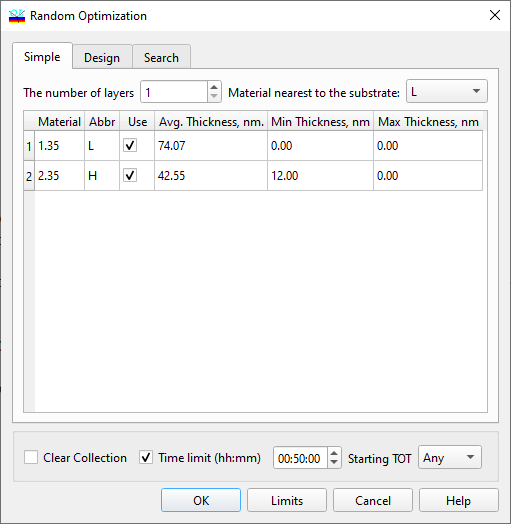 Random Optimization
Simple Design Search
The number of layers 1 Material nearest to the substrate: L
Material Abbr Use Avg. Thickness, nm. Min Thickness, nm Max Thickness, nm
1 1.35 L 74.07 0.00 0.00
2 2.35 H 42.55 12.00 0.00
Clear Collection Time limit (hh:mm) 00:50:00 Starting TOT Any
OK Limits Cancel Help